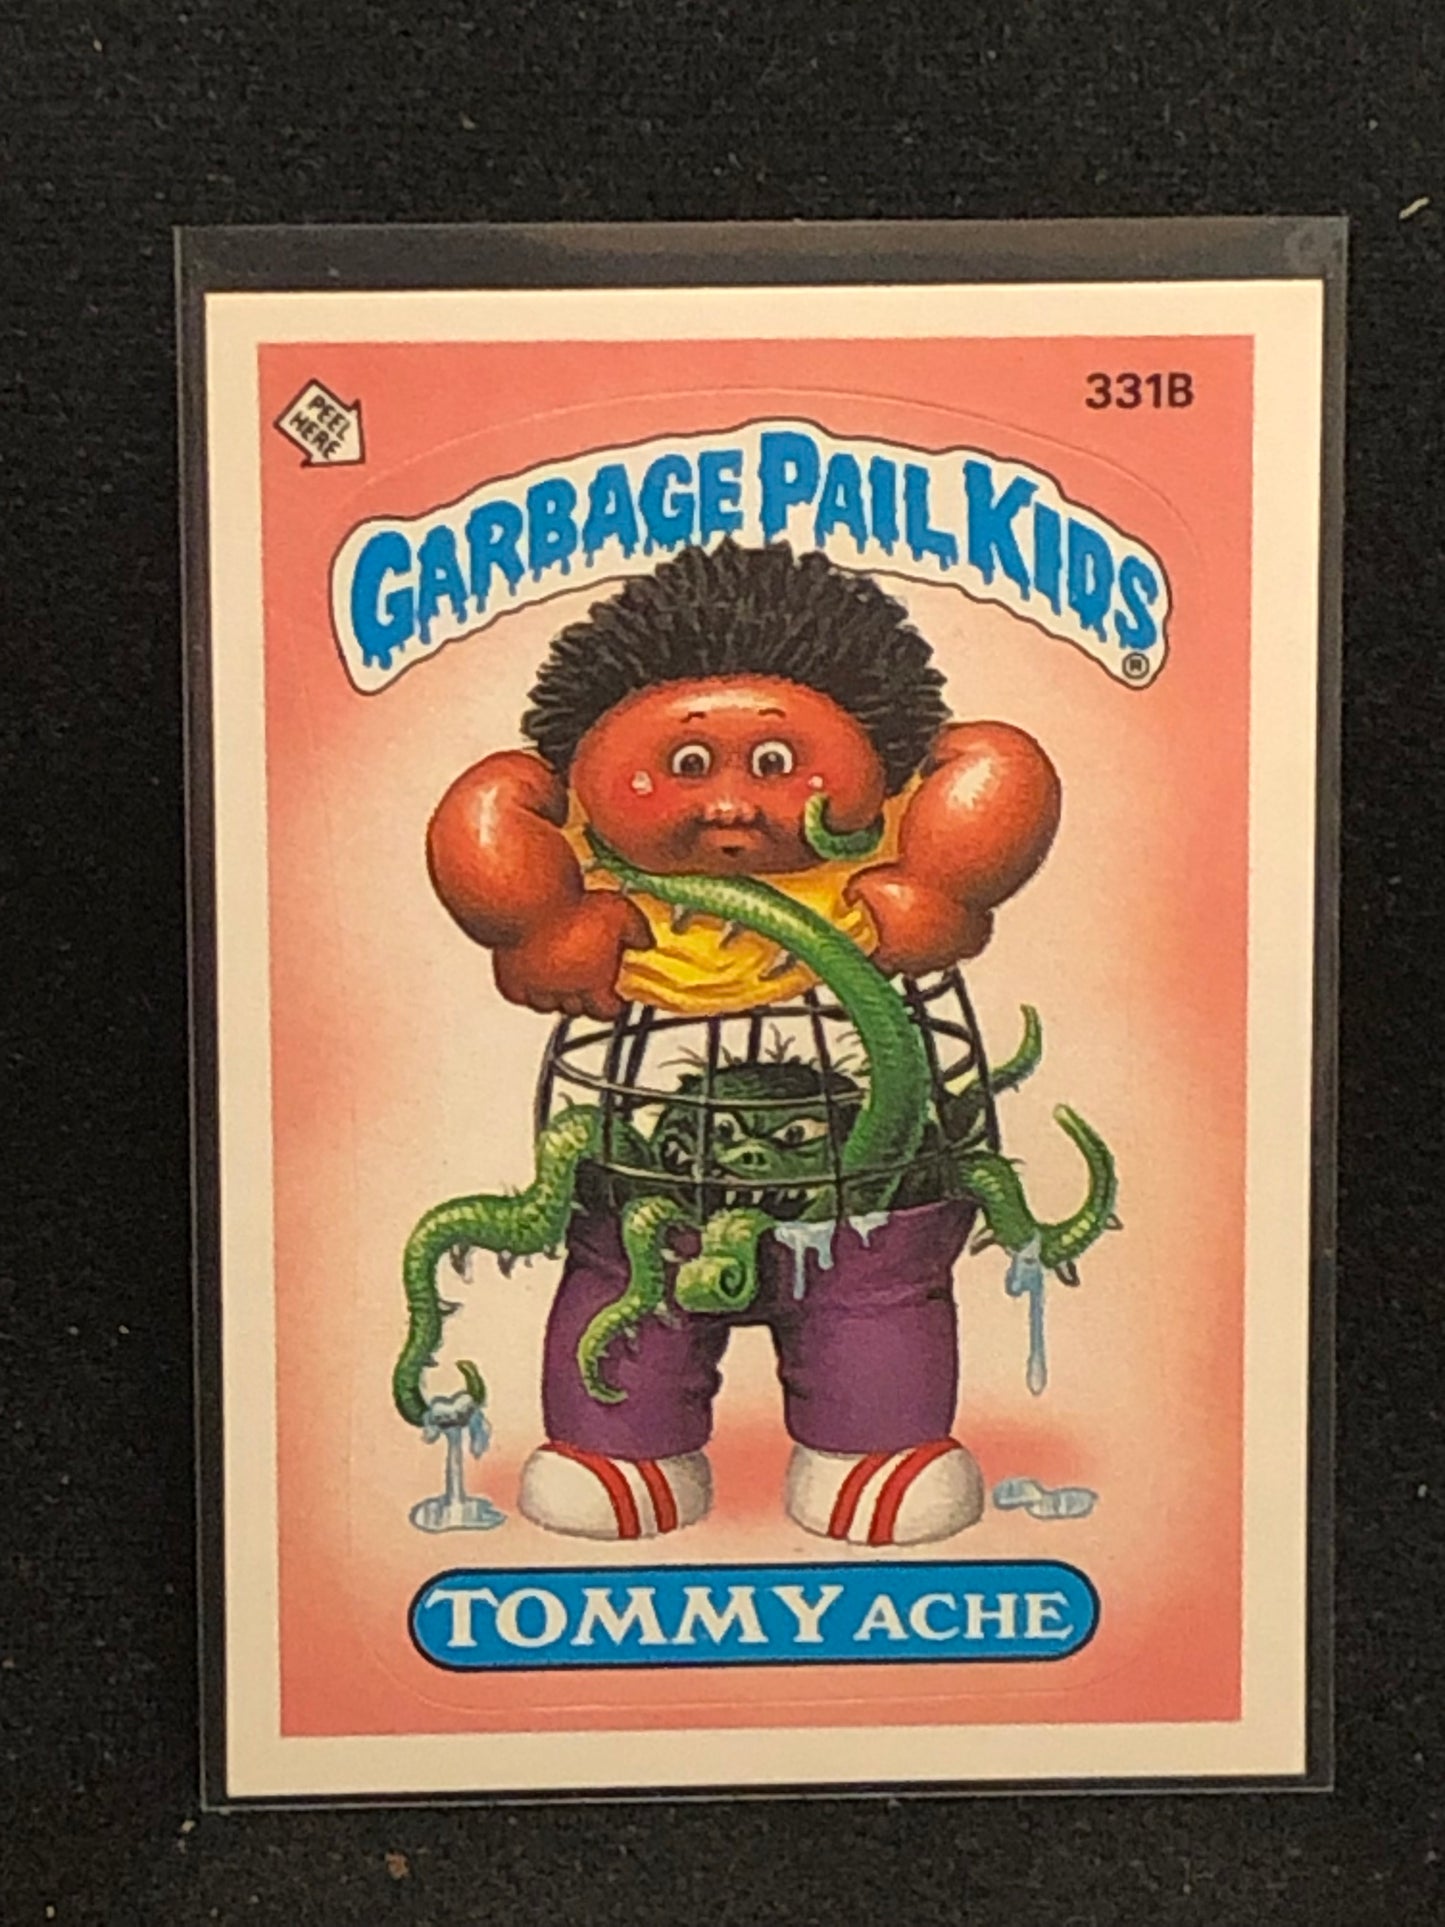 PEEL
HERE
331B
GARBAGE PAIL KIDS
®
TOMMY ACHE